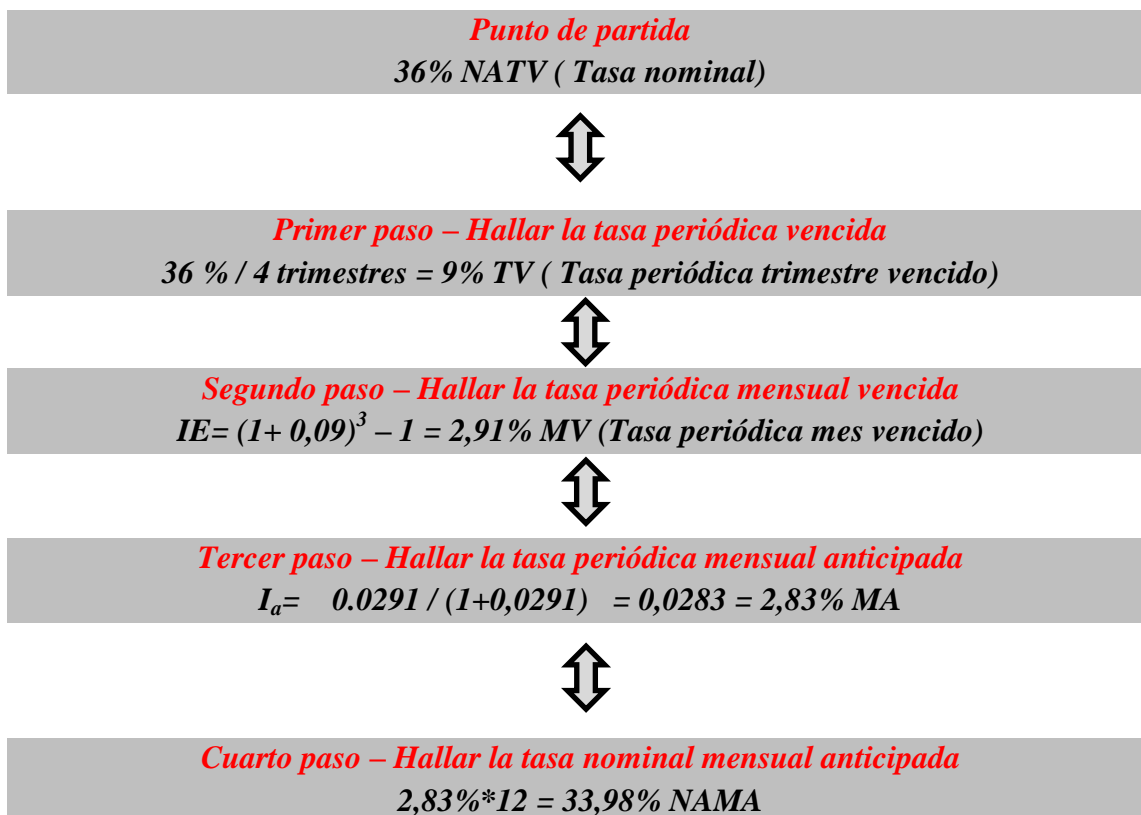 Punto de partida
36% NATV ( Tasa nominal)
Primer paso – Hallar la tasa periódica vencida
36 % / 4 trimestres = 9% TV ( Tasa periódica trimestre vencido)
Segundo paso – Hallar la tasa periódica mensual vencida
IE= (1+ 0,09)³ – 1 = 2,91% MV (Tasa periódica mes vencido)
Tercer paso – Hallar la tasa periódica mensual anticipada
Iₐ= 0.0291 / (1+0,0291) = 0,0283 = 2,83% MA
Cuarto paso – Hallar la tasa nominal mensual anticipada
2,83%*12 = 33,98% NAMA